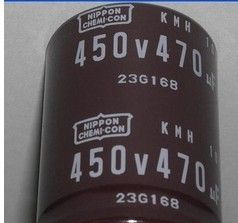 NIPPON
CHEMI-CON
KMH
450v470
23G168
NIPPON
CHEMI-CON
KMH
450v470
23G168